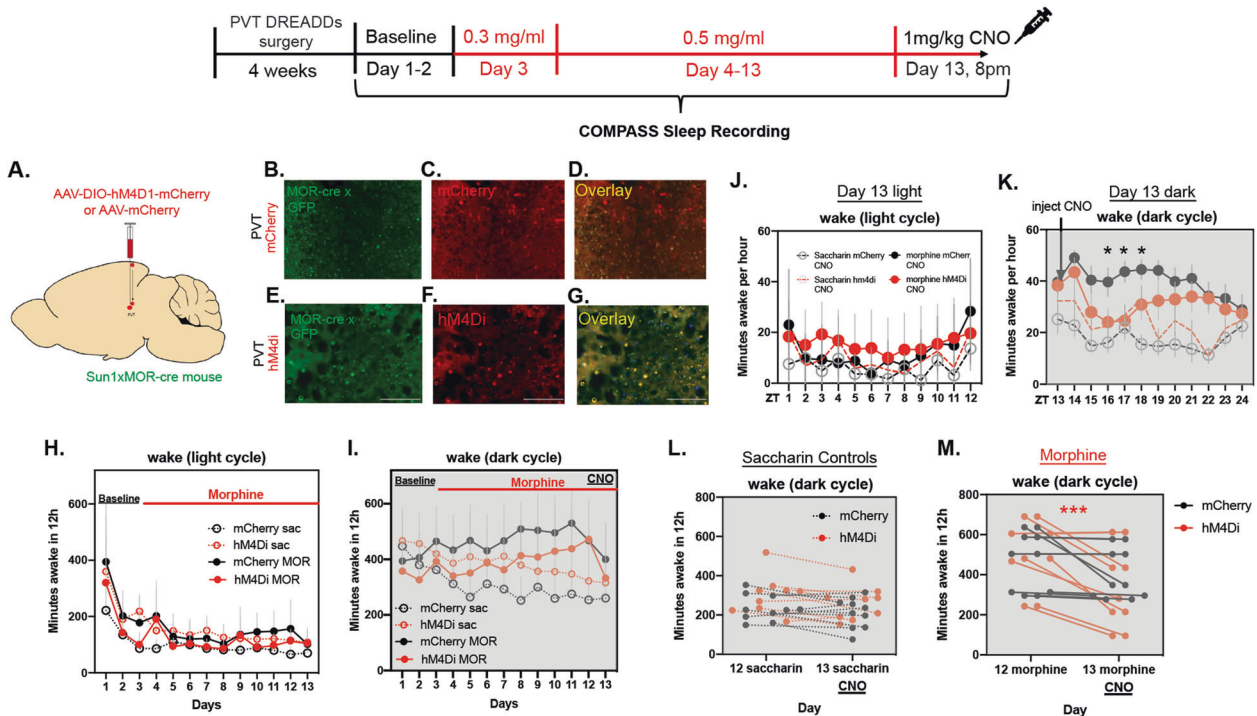 PVT DREADDs
surgery
4 weeks
Baseline
Day 1-2
0.3 mg/ml
Day 3
0.5 mg/ml
Day 4-13
1mg/kg CNO
Day 13, 8pm
COMPASS Sleep Recording
A.
AAV-DIO-hM4D1-mCherry
or AAV-mCherry
PVT
Sun1xMOR-cre mouse
B.
C.
D.
PVT
mCherry
MOR-cre x
GFP
mCherry
Overlay
E.
F.
G.
PVT
hM4di
MOR-cre x
GFP
hM4Di
Overlay
J.
Day 13 light
wake (light cycle)
Minutes awake per hour
60
40
20
0
Saccharin mCherry
CNO
morphine mCherry
CNO
Saccharin hm4di
CNO
morphine hM4Di
CNO
ZT 1 2 3 4 5 6 7 8 9 10 11 12
K.
Day 13 dark
inject CNO
wake (dark cycle)
Minutes awake per hour
60
40
20
0
* * *
ZT 13 14 15 16 17 18 19 20 21 22 23 24
H.
wake (light cycle)
Baseline
Morphine
Minutes awake in 12h
600
400
200
0
mCherry sac
hM4Di sac
mCherry MOR
hM4Di MOR
1 2 3 4 5 6 7 8 9 10 11 12 13
Days
I.
wake (dark cycle)
Baseline
Morphine
CNO
Minutes awake in 12h
600
400
200
0
mCherry sac
hM4Di sac
mCherry MOR
hM4Di MOR
1 2 3 4 5 6 7 8 9 10 11 12 13
Days
L.
Saccharin Controls
wake (dark cycle)
Minutes awake in 12h
800
600
400
200
0
mCherry
hM4Di
12 saccharin
13 saccharin
CNO
Day
M.
Morphine
wake (dark cycle)
Minutes awake in 12h
800
600
400
200
0
***
mCherry
hM4Di
12 morphine
13 morphine
CNO
Day